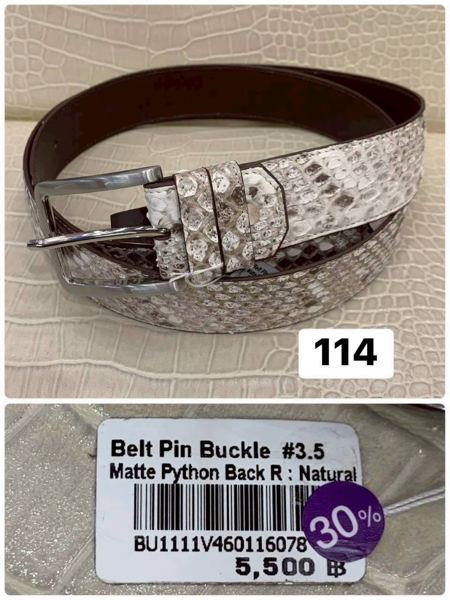 114
Belt Pin Buckle #3.5
Matte Python Back R : Natural
30%
BU1111V460116078
5,500 ฿